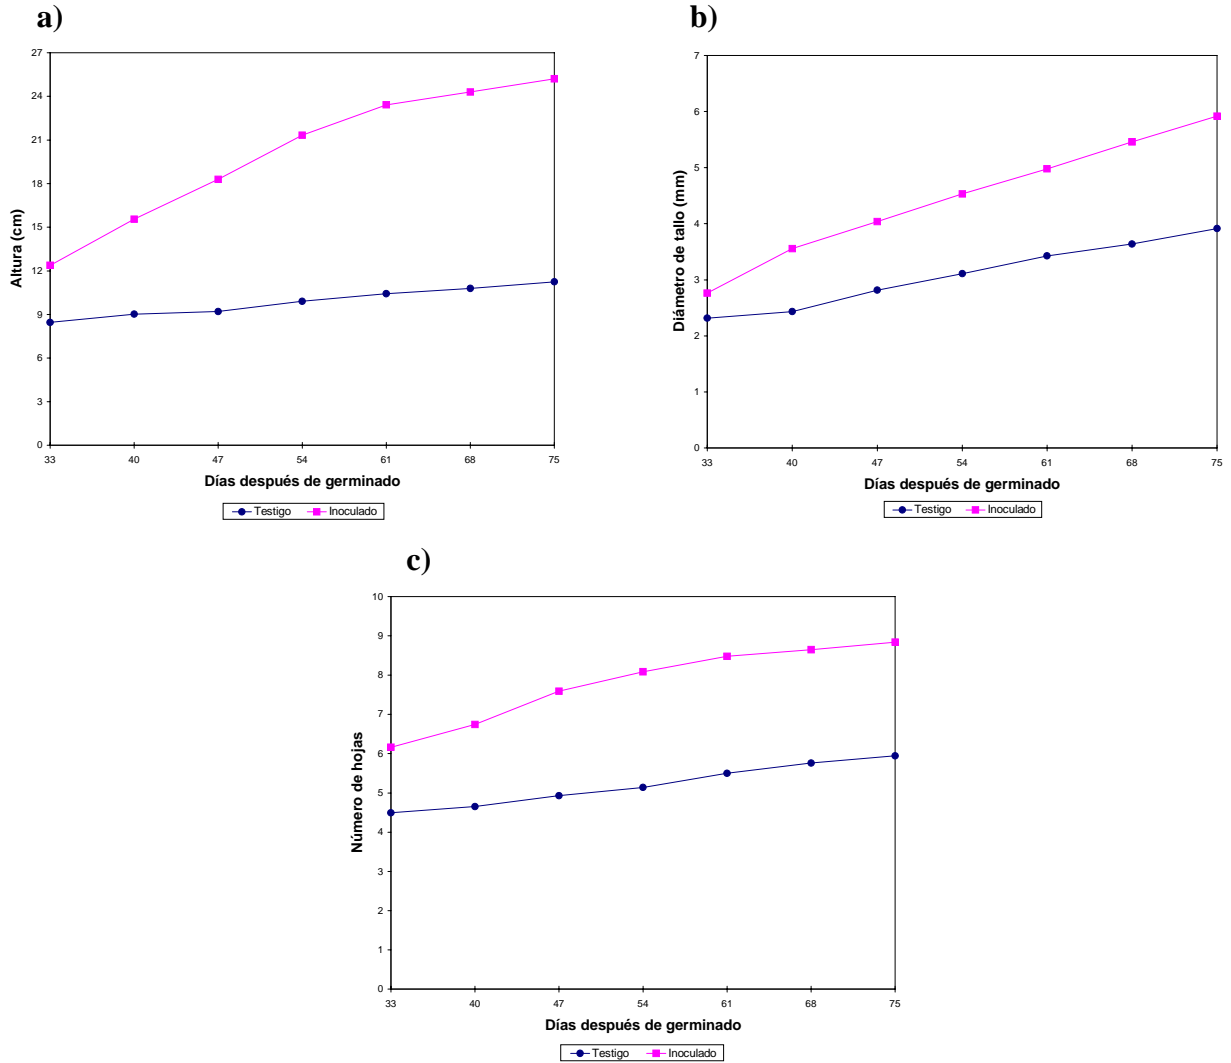 a)
27
24
21
18
15
12
9
6
3
0
Altura (cm)
33 40 47 54 61 68 75
Días después de germinado
Testigo Inoculado
b)
7
6
5
4
3
2
1
0
Diámetro de tallo (mm)
33 40 47 54 61 68 75
Días después de germinado
Testigo Inoculado
c)
10
9
8
7
6
5
4
3
2
1
0
Número de hojas
33 40 47 54 61 68 75
Días después de germinado
Testigo Inoculado